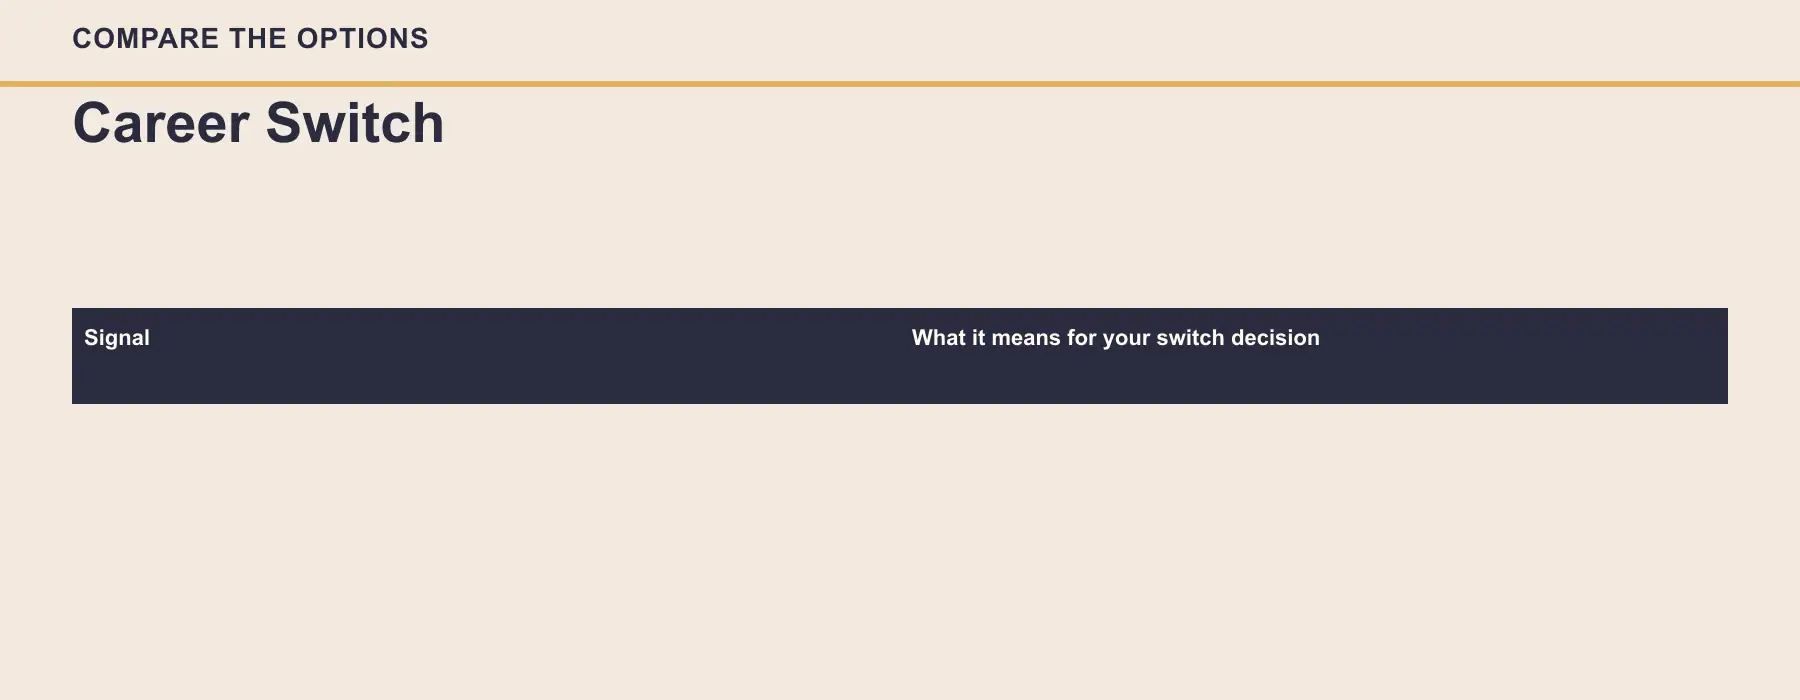 COMPARE THE OPTIONS
Career Switch
Signal
What it means for your switch decision